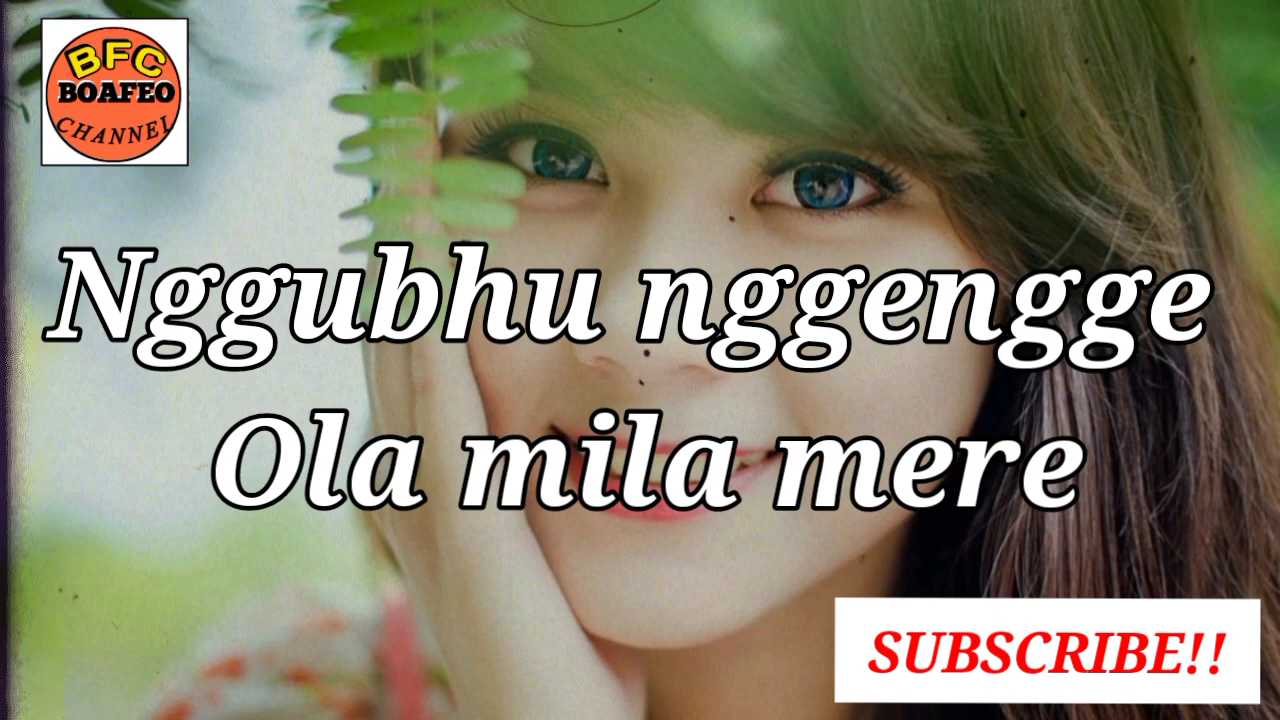 BFC
BOAFEO
CHANNEL
Nggubhu nggengge
Ola mila mere
SUBSCRIBE!!